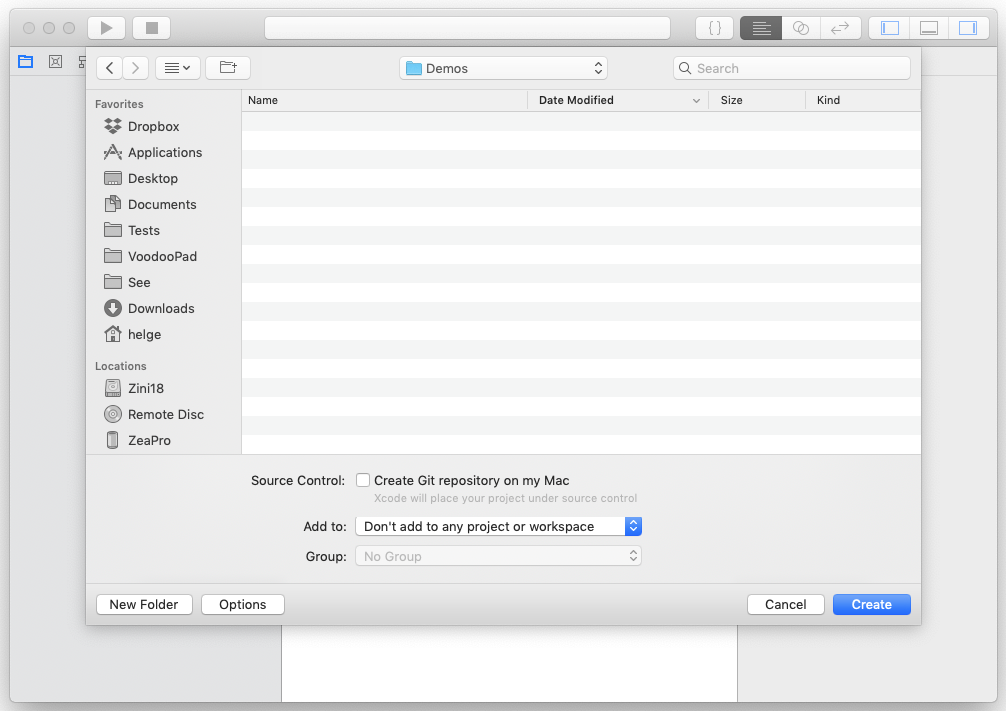 { }
Demos
Search
Favorites
Dropbox
Applications
Desktop
Documents
Tests
VoodooPad
See
Downloads
helge
Locations
Zini18
Remote Disc
ZeaPro
Name Date Modified Size Kind
Source Control: Create Git repository on my Mac
Xcode will place your project under source control
Add to: Don't add to any project or workspace
Group: No Group
New Folder Options Cancel Create